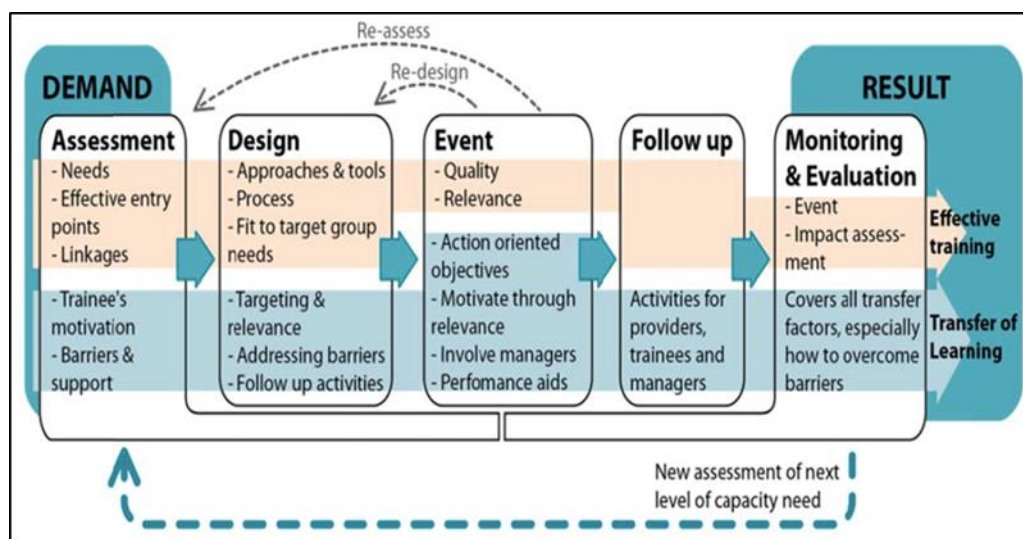 Re-assess
Re-design
DEMAND
RESULT
Assessment
- Needs
- Effective entry
points
- Linkages
- Trainee's
motivation
- Barriers &
support
Design
- Approaches & tools
- Process
- Fit to target group
needs
- Targeting &
relevance
- Addressing barriers
- Follow up activities
Event
- Quality
- Relevance
- Action oriented
objectives
- Motivate through
relevance
- Involve managers
- Perfomance aids
Follow up
Activities for
providers,
trainees and
managers
Monitoring
& Evaluation
- Event
- Impact assess-
ment
Covers all transfer
factors, especially
how to overcome
barriers
Effective
training
Transfer of
Learning
New assessment of next
level of capacity need